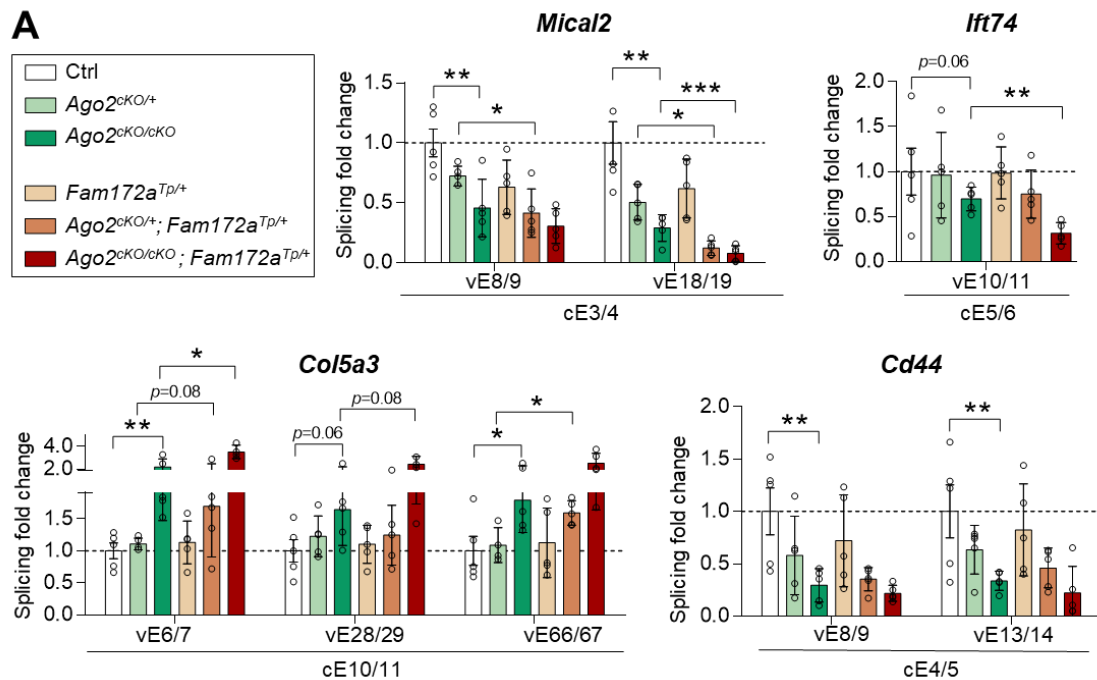 A
Ctrl
Ago2cKO/+
Ago2cKO/cKO
Fam172aTp/+
Ago2cKO/+; Fam172aTp/+
Ago2cKO/cKO; Fam172aTp/+
Mical2
Splicing fold change
1.5
1.0
0.5
0.0
**
*
**
***
*
vE8/9
vE18/19
cE3/4
Ift74
Splicing fold change
2.0
1.5
1.0
0.5
0.0
p=0.06
**
vE10/11
cE5/6
Col5a3
Splicing fold change
4.0
2.0
1.5
1.0
0.5
0.0
*
p=0.08
**
p=0.08
p=0.06
*
*
vE6/7
vE28/29
vE66/67
cE10/11
Cd44
Splicing fold change
2.0
1.5
1.0
0.5
0.0
**
**
vE8/9
vE13/14
cE4/5